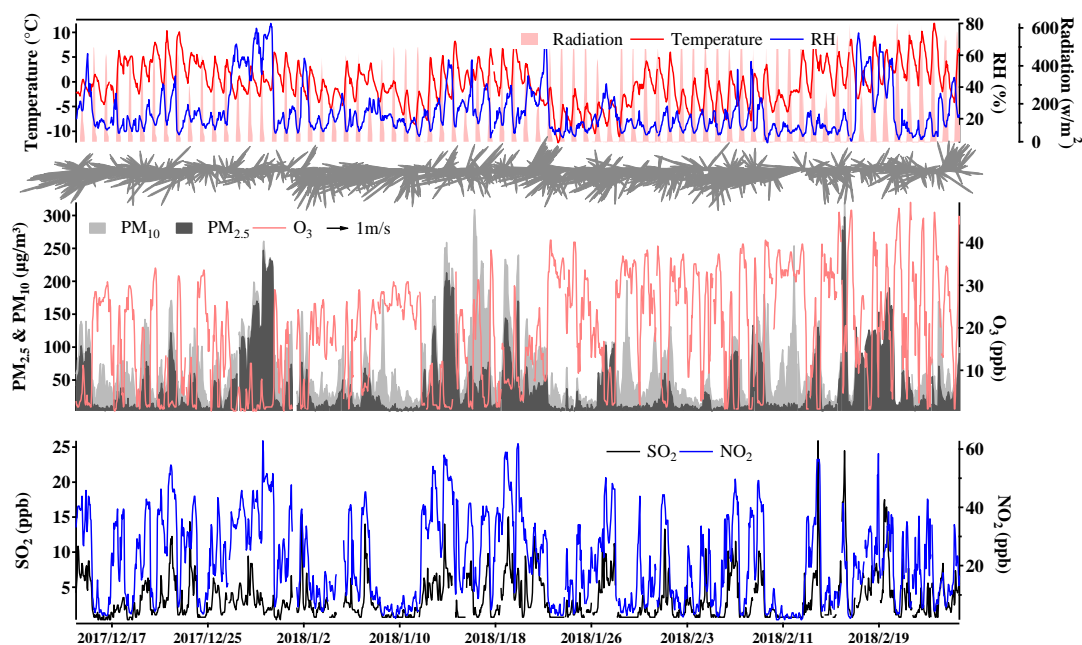 Temperature (°C)
10
5
0
-5
-10
Radiation
Temperature
RH
80
60
40
20
RH (%)
600
400
200
0
Radiation (w/m²)
PM₂.₅ & PM₁₀ (μg/m³)
300
250
200
150
100
50
PM₁₀
PM₂.₅
O₃
1m/s
40
30
20
10
O₃ (ppb)
SO₂ (ppb)
25
20
15
10
5
SO₂
NO₂
60
40
20
NO₂ (ppb)
2017/12/17 2017/12/25 2018/1/2 2018/1/10 2018/1/18 2018/1/26 2018/2/3 2018/2/11 2018/2/19